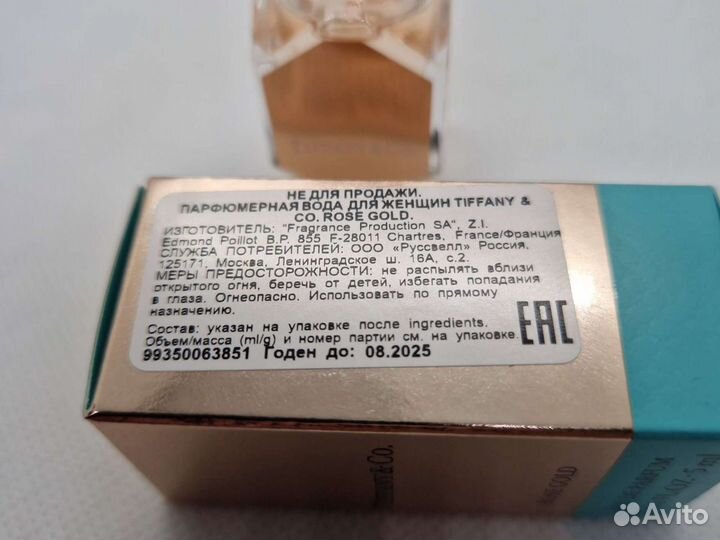 НЕ ДЛЯ ПРОДАЖИ.
ПАРФЮМЕРНАЯ ВОДА ДЛЯ ЖЕНЩИН TIFFANY &
CO. ROSE GOLD.
ИЗГОТОВИТЕЛЬ: "Fragrance Production SA", Z.I.
Edmond Poillot B.P. 855 F-28011 Chartres, France/Франция
СЛУЖБА ПОТРЕБИТЕЛЕЙ: ООО «Руссвелл» Россия,
125171, Москва, Ленинградское ш. 16А, с.2.
МЕРЫ ПРЕДОСТОРОЖНОСТИ: не распылять вблизи
открытого огня, беречь от детей, избегать попадания
в глаза. Огнеопасно. Использовать по прямому
назначению.
Состав: указан на упаковке после ingredients.
Объем/масса (ml/g) и номер партии см. на упаковке.
99350063851 Годен до: 08.2025
EAC
& Co.
GOLD
5 ml
Avito